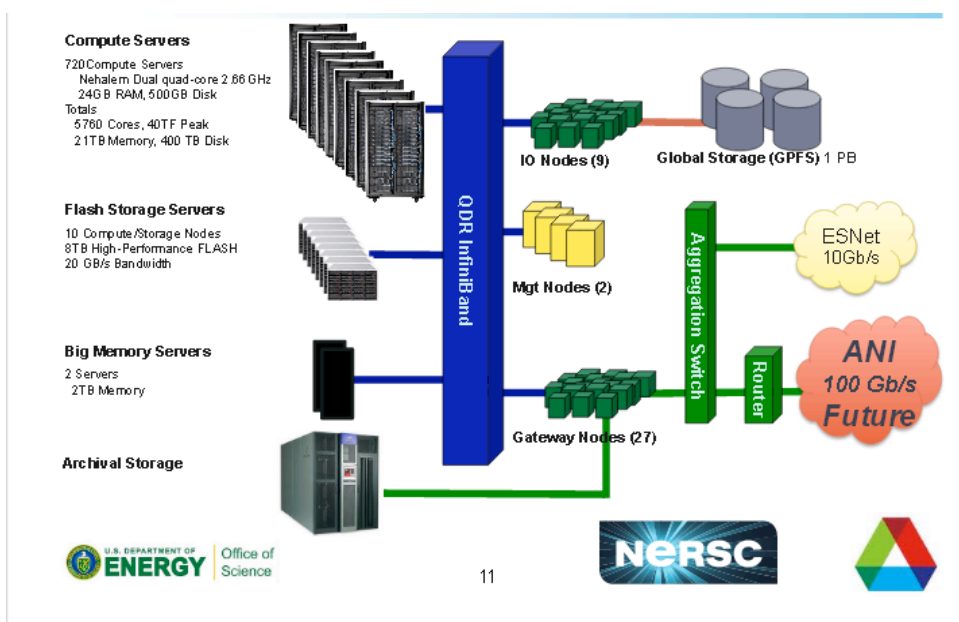 Compute Servers
720Compute Servers
Nehalem Dual quad-core 2.66 GHz
24GB RAM, 500GB Disk
Totals
5760 Cores, 40TF Peak
21TB Memory, 400 TB Disk
Flash Storage Servers
10 Compute/Storage Nodes
8TB High-Performance FLASH
20 GB/s Bandwidth
Big Memory Servers
2 Servers
2TB Memory
Archival Storage
QDR InfiniBand
IO Nodes (9)
Global Storage (GPFS) 1 PB
Mgt Nodes (2)
Gateway Nodes (27)
Aggregation Switch
Router
ESNet
10Gb/s
ANI
100 Gb/s
Future
U.S. DEPARTMENT OF
ENERGY
Office of
Science
11
NERSC